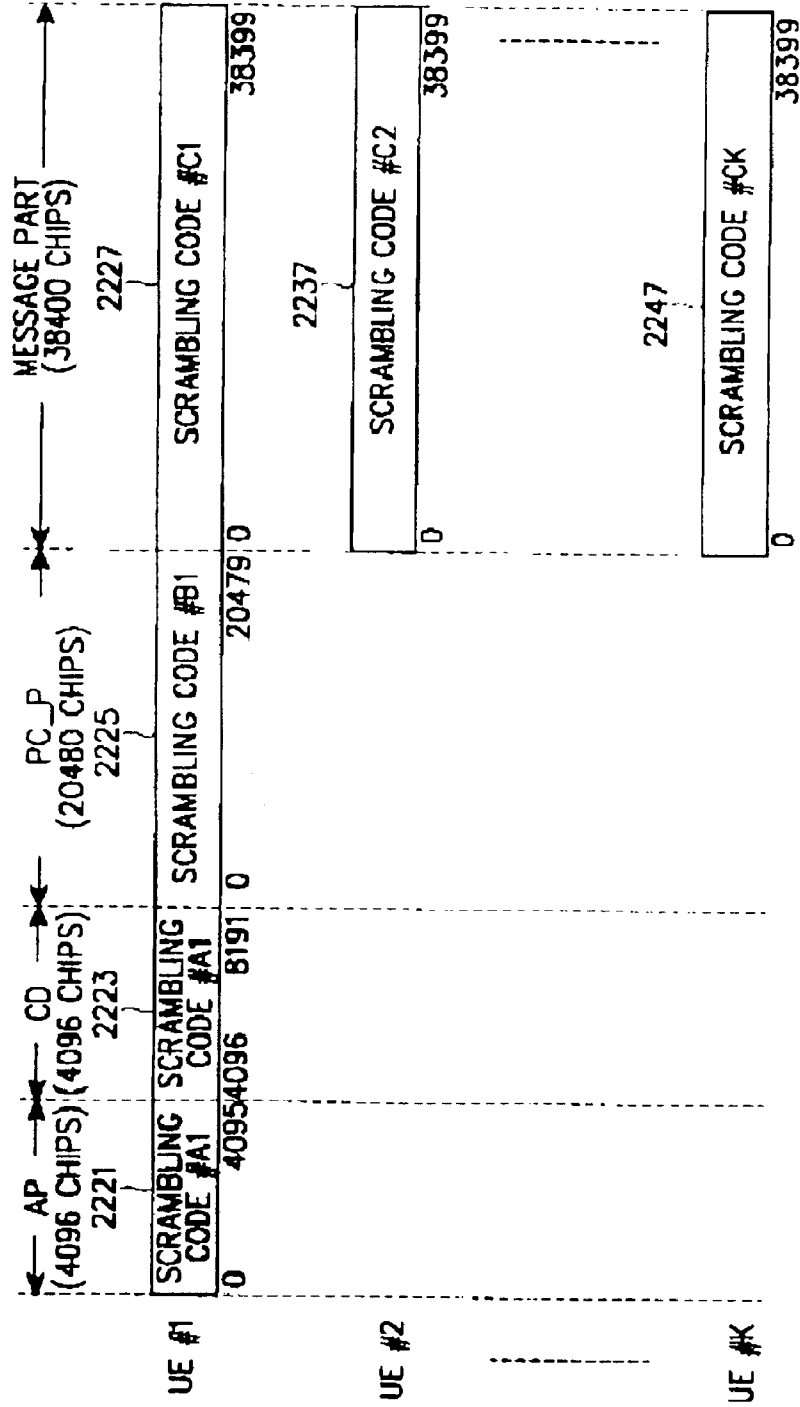 AP
(4096 CHIPS)
CD
(4096 CHIPS)
PC_P
(20480 CHIPS)
MESSAGE PART
(38400 CHIPS)
2221
2223
2225
2227
UE #1
SCRAMBLING
CODE #A1
SCRAMBLING
CODE #A1
SCRAMBLING CODE #B1
SCRAMBLING CODE #C1
0
4095
4096
8191
0
20479
0
38399
2237
UE #2
SCRAMBLING CODE #C2
0
38399
2247
UE #K
SCRAMBLING CODE #CK
0
38399